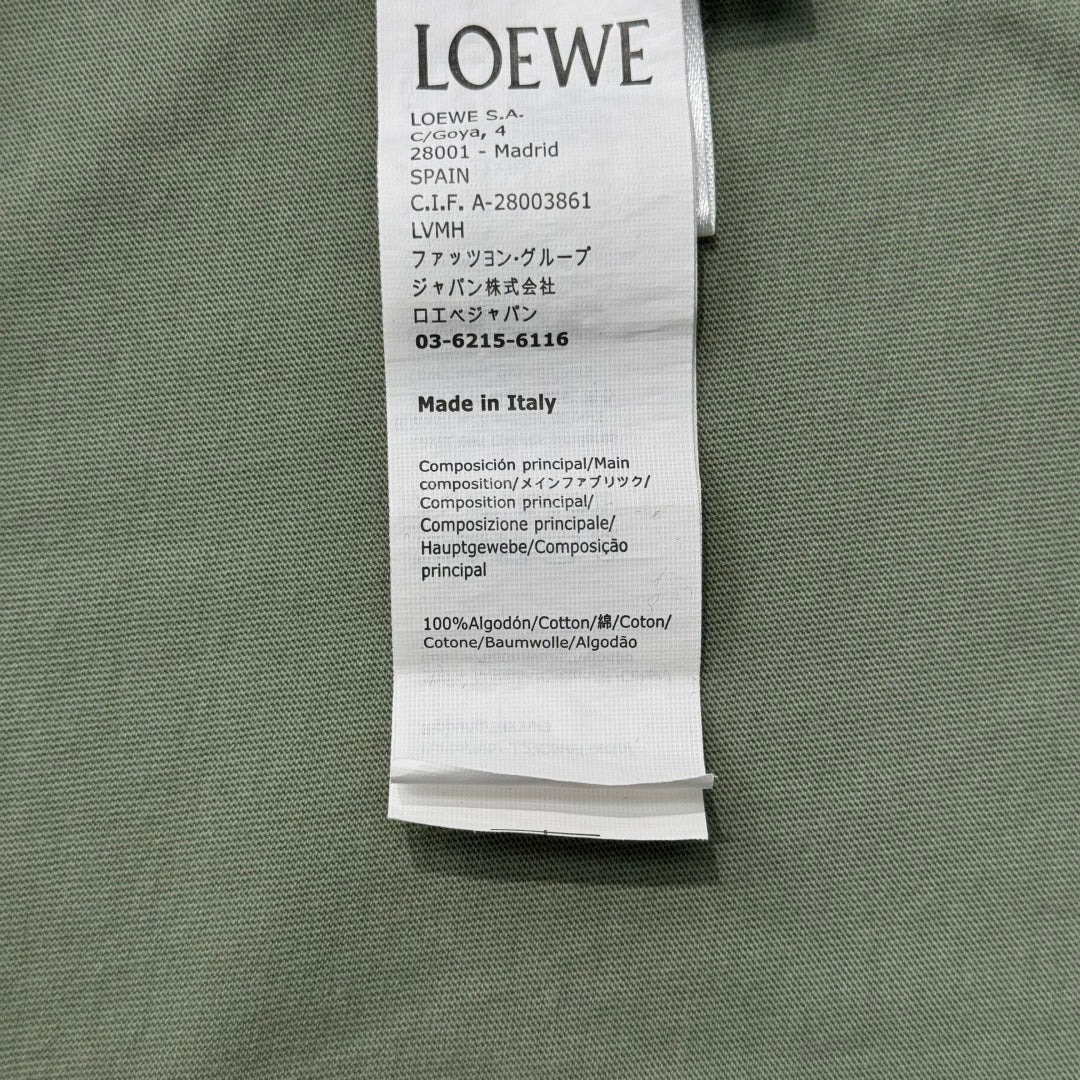 LOEWE
LOEWE S.A.
C/Goya, 4
28001 - Madrid
SPAIN
C.I.F. A-28003861
LVMH
ファッツヨン·グループ
ジャパン株式会社
ロエベジャパン
03-6215-6116
Made in Italy
Composición principal/Main
composition/メインファブリツク/
Composition principal/
Composizione principale/
Hauptgewebe/Composição
principal
100%Algodón/Cotton/綿/Coton/
Cotone/Baumwolle/Algodão